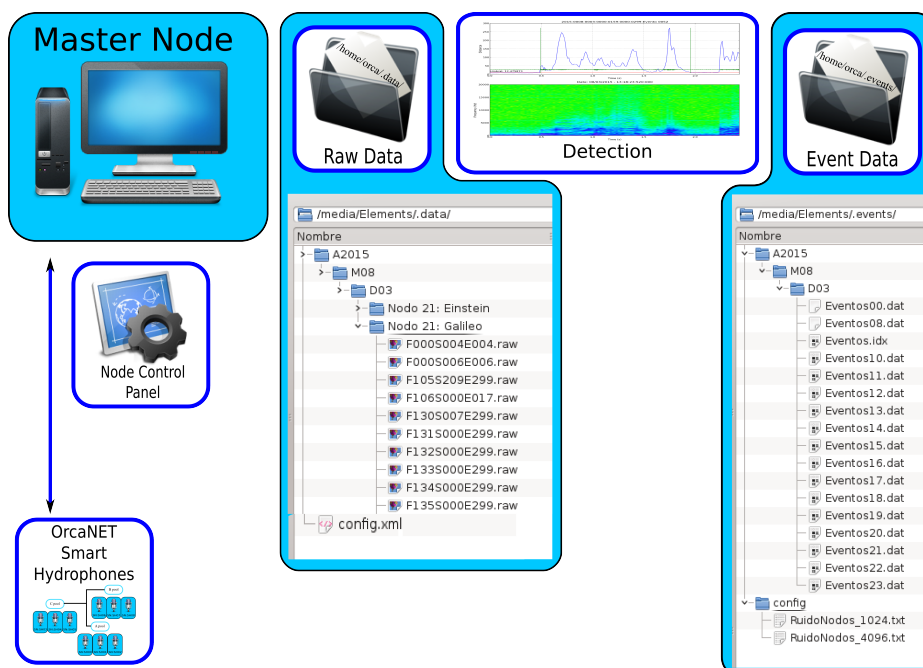 Master Node
/home/orca/.data/
Raw Data
Detection
/home/orca/.events/
Event Data
Node Control
Panel
OrcaNET
Smart
Hydrophones
/media/Elements/.data/
Nombre
A2015
M08
D03
Nodo 21: Einstein
Nodo 21: Galileo
F000S004E004.raw
F000S006E006.raw
F105S209E299.raw
F106S000E017.raw
F130S007E299.raw
F131S000E299.raw
F132S000E299.raw
F133S000E299.raw
F134S000E299.raw
F135S000E299.raw
config.xml
/media/Elements/.events/
Nombre
A2015
M08
D03
Eventos00.dat
Eventos08.dat
Eventos.idx
Eventos10.dat
Eventos11.dat
Eventos12.dat
Eventos13.dat
Eventos14.dat
Eventos15.dat
Eventos16.dat
Eventos17.dat
Eventos18.dat
Eventos19.dat
Eventos20.dat
Eventos21.dat
Eventos22.dat
Eventos23.dat
config
RuidoNodos_1024.txt
RuidoNodos_4096.txt